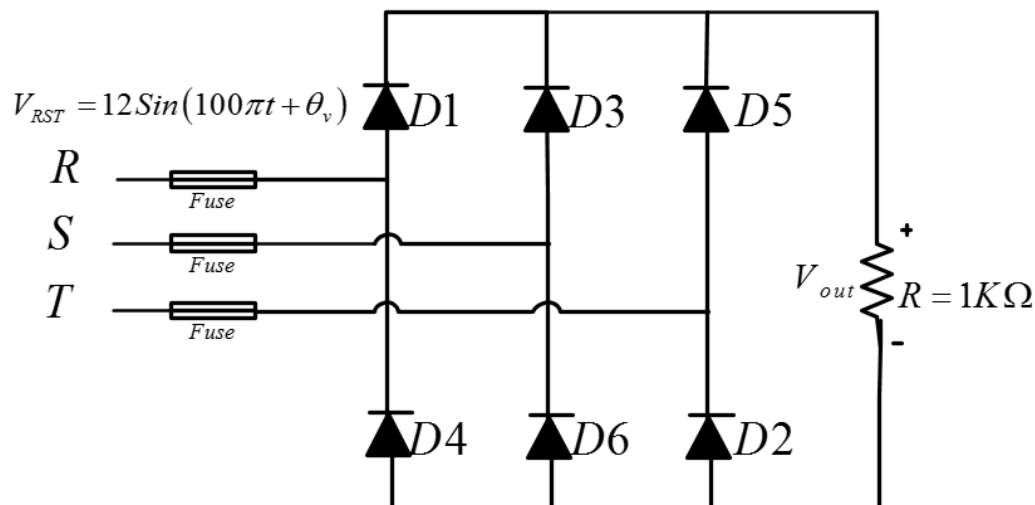 V_RST = 12Sin(100πt + θ_v)
D1
D3
D5
R
Fuse
S
Fuse
T
Fuse
+
V_out
R = 1KΩ
-
D4
D6
D2